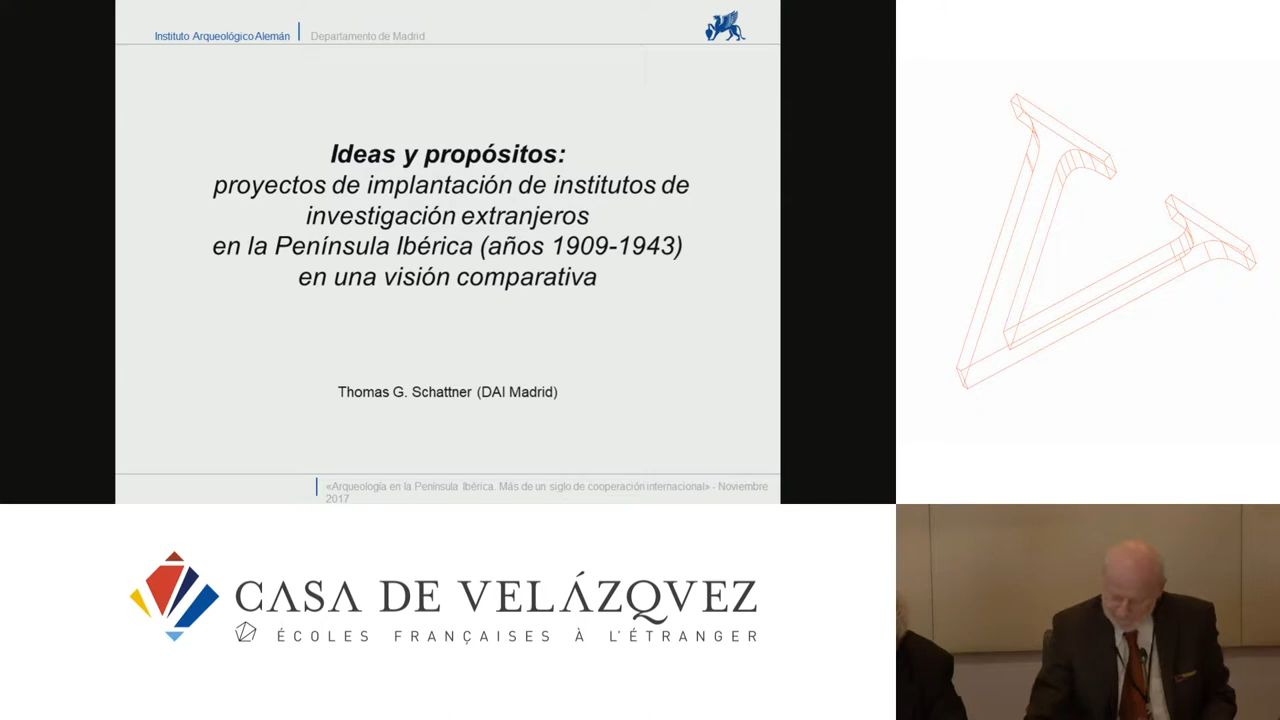 Instituto Arqueológico Alemán
Departamento de Madrid
Ideas y propósitos:
proyectos de implantación de institutos de
investigación extranjeros
en la Península Ibérica (años 1909-1943)
en una visión comparativa
Thomas G. Schattner (DAI Madrid)
«Arqueología en la Península Ibérica. Más de un siglo de cooperación internacional» - Noviembre
2017
CASA DE VELÁZQVEZ
ÉCOLES FRANÇAISES À L'ÉTRANGER